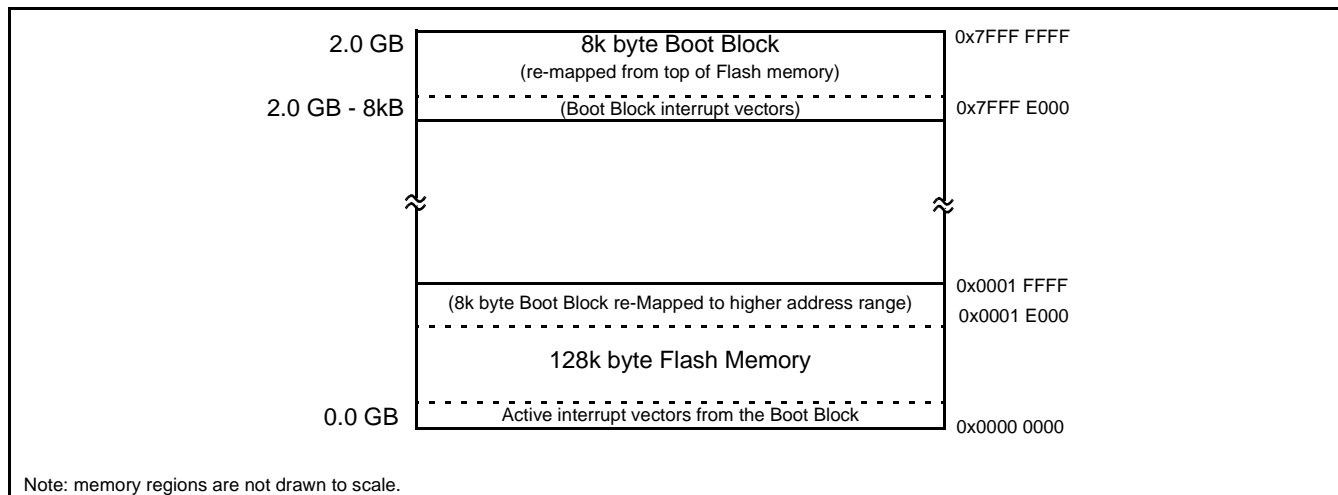 2.0 GB
8k byte Boot Block
0x7FFF FFFF
(re-mapped from top of Flash memory)
2.0 GB - 8kB
(Boot Block interrupt vectors)
0x7FFF E000
0x0001 FFFF
(8k byte Boot Block re-Mapped to higher address range)
0x0001 E000
128k byte Flash Memory
0.0 GB
Active interrupt vectors from the Boot Block
0x0000 0000
Note: memory regions are not drawn to scale.